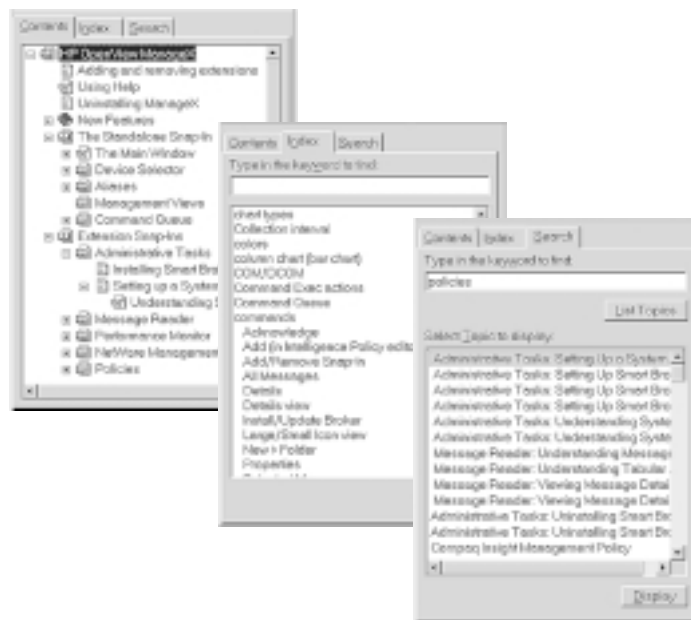 Contents Index Search
HP OpenView ManageX
Adding and removing extensions
Using Help
Uninstalling ManageX
New Features
The Standalone Snap-In
The Main Window
Device Selector
Aliases
Management Views
Command Queue
Extension Snap-Ins
Administrative Tasks
Installing Smart Bro
Setting up a System
Understanding S
Message Reader
Performance Monitor
NetWare Managemen
Policies
Contents Index Search
Type in the keyword to find:
chart types
Collection interval
colors
column chart (bar chart)
COM/DCOM
Command Exec actions
Command Queue
commands
Acknowledge
Add (in Intelligence Policy edito
Add/Remove Snap-in
All Messages
Details
Details view
Install/Update Broker
Large/Small Icon view
New > Folder
Properties
Contents Index Search
Type in the keyword to find:
policies
List Topics
Select Topic to display:
Administrative Tasks: Setting Up a System
Administrative Tasks: Setting Up Smart Bro
Administrative Tasks: Setting Up Smart Bro
Administrative Tasks: Setting Up Smart Bro
Administrative Tasks: Understanding Syste
Administrative Tasks: Understanding Syste
Message Reader: Understanding Message
Message Reader: Understanding Tabular
Message Reader: Viewing Message Detai
Message Reader: Viewing Message Detai
Administrative Tasks: Uninstalling Smart Bro
Administrative Tasks: Uninstalling Smart Bro
Compaq Insight Management Policy
Display